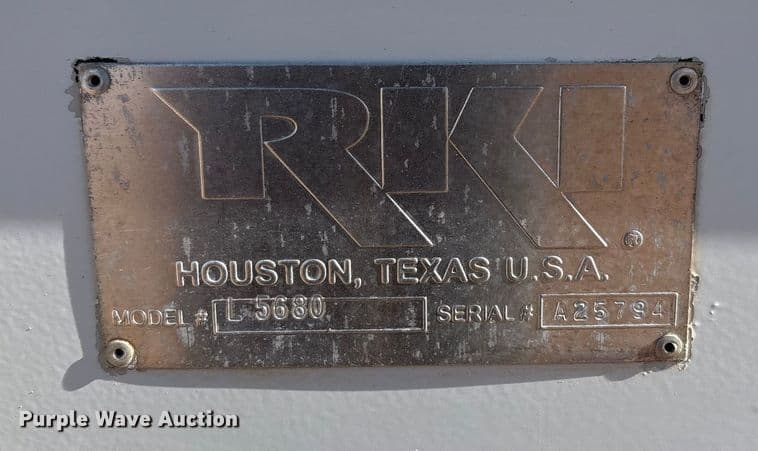 RKI ®
HOUSTON, TEXAS U.S.A.
MODEL # L 5680 SERIAL # A25794
Purple Wave Auction